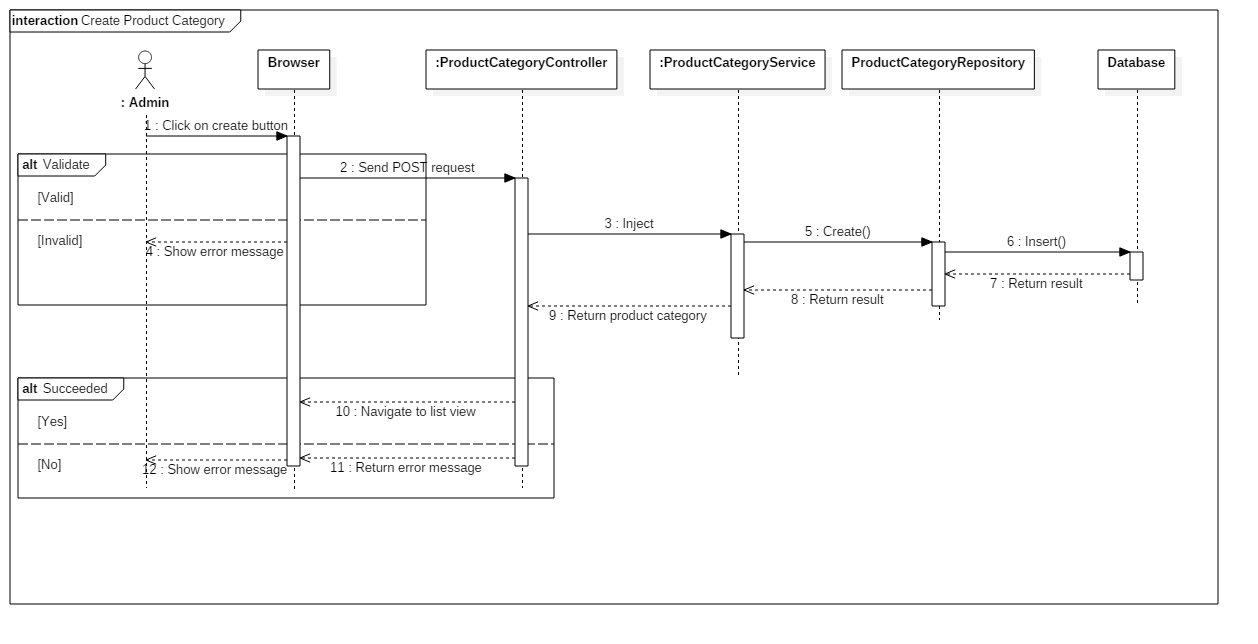 interaction Create Product Category
Browser
:ProductCategoryController
:ProductCategoryService
ProductCategoryRepository
Database
: Admin
1 : Click on create button
alt Validate
2 : Send POST request
[Valid]
3 : Inject
5 : Create()
6 : Insert()
[Invalid]
4 : Show error message
7 : Return result
8 : Return result
9 : Return product category
alt Succeeded
10 : Navigate to list view
[Yes]
[No]
12 : Show error message
11 : Return error message